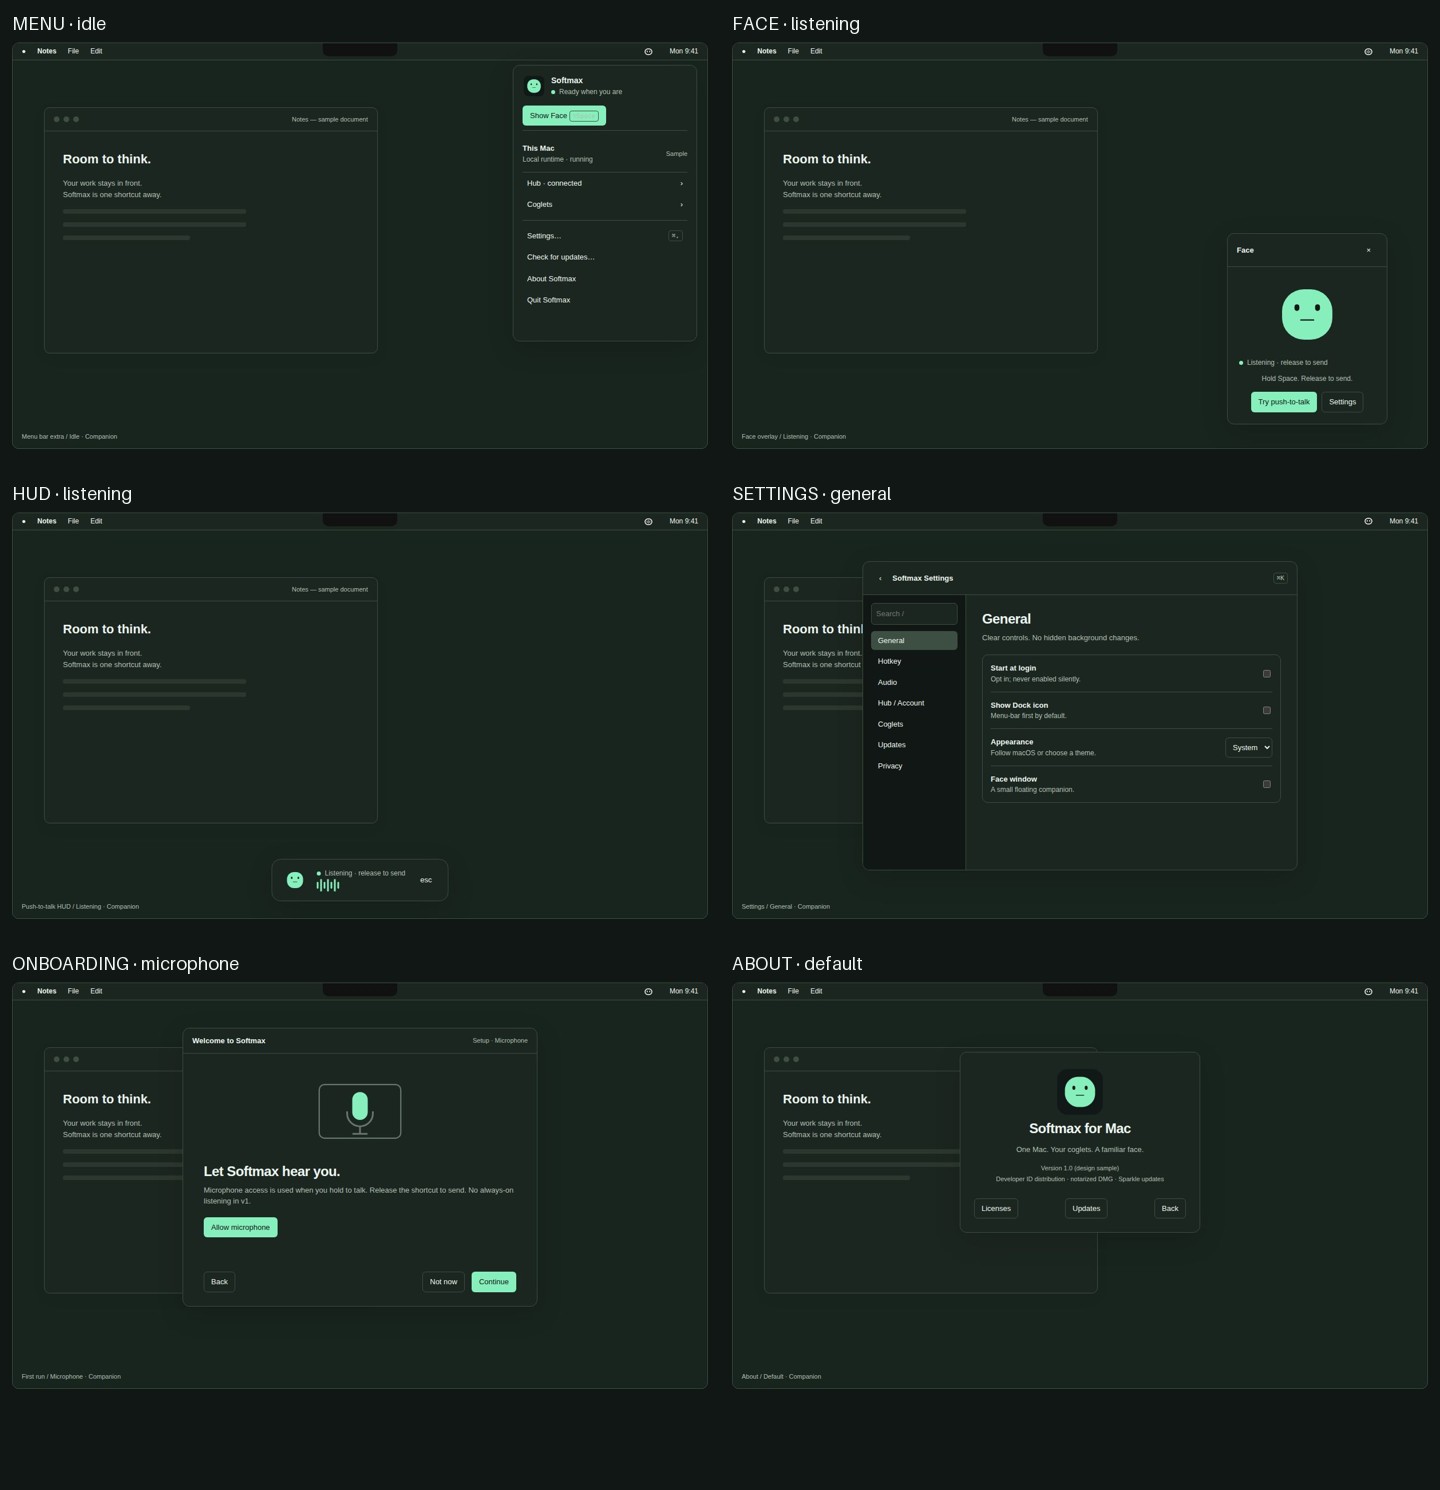 MENU · idle
Notes File Edit Mon 9:41
Softmax
Ready when you are
Show Face
Notes — sample document
Room to think.
Your work stays in front.
Softmax is one shortcut away.
This Mac
Local runtime · running
Sample
Hub · connected ›
Coglets ›
Settings…
Check for updates…
About Softmax
Quit Softmax
Menu bar extra / Idle · Companion
FACE · listening
Notes File Edit Mon 9:41
Notes — sample document
Room to think.
Your work stays in front.
Softmax is one shortcut away.
Face ×
Listening · release to send
Hold Space. Release to send.
Try push-to-talk Settings
Face overlay / Listening · Companion
HUD · listening
Notes File Edit Mon 9:41
Notes — sample document
Room to think.
Your work stays in front.
Softmax is one shortcut away.
Listening · release to send
esc
Push-to-talk HUD / Listening · Companion
SETTINGS · general
Notes File Edit Mon 9:41
Room to thinl
Your work stays in front.
Softmax is one shortcut
‹ Softmax Settings ⌘K
Search /
General
Hotkey
Audio
Hub / Account
Coglets
Updates
Privacy
General
Clear controls. No hidden background changes.
Start at login
Opt in; never enabled silently.
Show Dock icon
Menu-bar first by default.
Appearance
Follow macOS or choose a theme.
System
Face window
A small floating companion.
Settings / General · Companion
ONBOARDING · microphone
Notes File Edit Mon 9:41
Room to think.
Your work stays in front.
Softmax is one shortcut away.
Welcome to Softmax Setup · Microphone
Let Softmax hear you.
Microphone access is used when you hold to talk. Release the shortcut to send. No always-on
listening in v1.
Allow microphone
Back Not now Continue
First run / Microphone · Companion
ABOUT · default
Notes File Edit Mon 9:41
Room to think.
Your work stays in front.
Softmax is one shortcut away.
Softmax for Mac
One Mac. Your coglets. A familiar face.
Version 1.0 (design sample)
Developer ID distribution · notarized DMG · Sparkle updates
Licenses Updates Back
About / Default · Companion